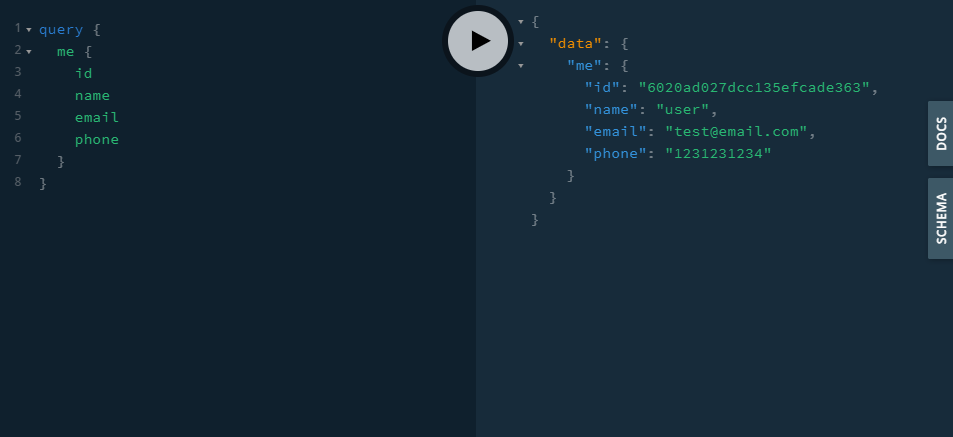 1 query {
2 me {
3 id
4 name
5 email
6 phone
7 }
8 }
{
"data": {
"me": {
"id": "6020ad027dcc135efcade363",
"name": "user",
"email": "test@email.com",
"phone": "1231231234"
}
}
}
DOCS
SCHEMA